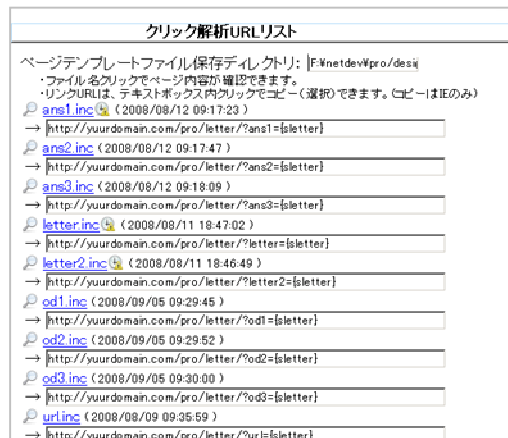 クリック解析URLリスト
ページテンプレートファイル保存ディレクトリ: F:¥netdev¥pro/desig
・ファイル名クリックでページ内容が確認できます。
・リンクURLは、テキストボックス内クリックでコピー(選択)できます。(コピーはIEのみ)
ans1.inc (2008/08/12 09:17:23)
→ http://yuurdomain.com/pro/letter/?ans1={sletter}
ans2.inc (2008/08/12 09:17:47)
→ http://yuurdomain.com/pro/letter/?ans2={sletter}
ans3.inc (2008/08/12 09:18:09)
→ http://yuurdomain.com/pro/letter/?ans3={sletter}
letter.inc (2008/08/11 18:47:02)
→ http://yuurdomain.com/pro/letter/?letter={sletter}
letter2.inc (2008/08/11 18:46:49)
→ http://yuurdomain.com/pro/letter/?letter2={sletter}
od1.inc (2008/09/05 09:29:45)
→ http://yuurdomain.com/pro/letter/?od1={sletter}
od2.inc (2008/09/05 09:29:52)
→ http://yuurdomain.com/pro/letter/?od2={sletter}
od3.inc (2008/09/05 09:30:00)
→ http://yuurdomain.com/pro/letter/?od3={sletter}
url.inc (2008/08/09 09:35:59)
→ http://yuurdomain.com/pro/letter/?url={sletter}